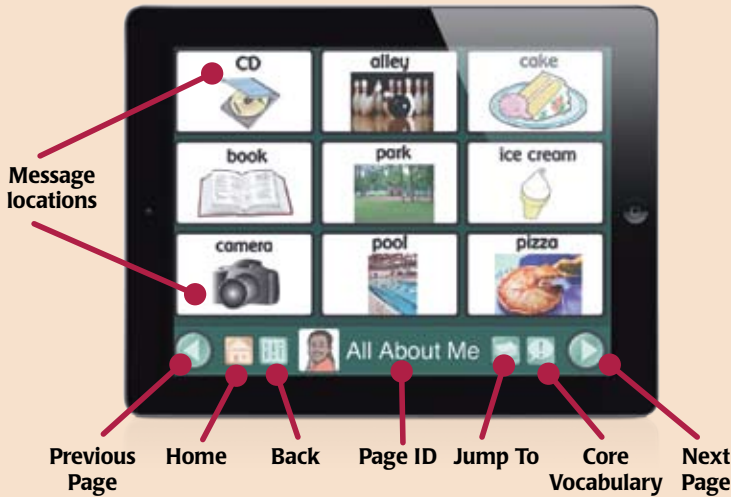 CD
alley
cake
book
park
ice cream
camera
pool
pizza
Message
locations
All About Me
Previous
Page
Home
Back
Page ID
Jump To
Core
Vocabulary
Next
Page